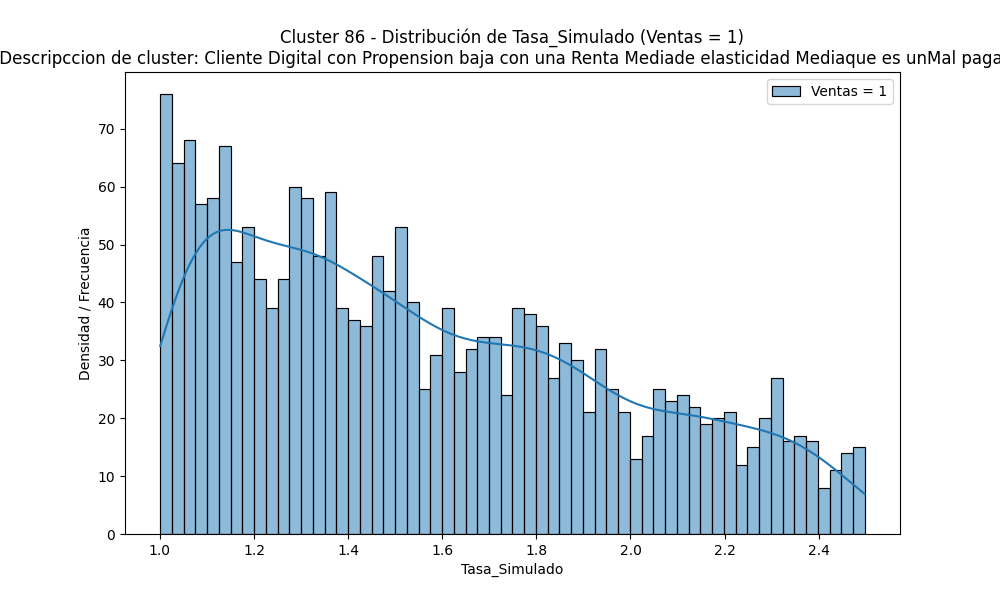 Cluster 86 - Distribución de Tasa_Simulado (Ventas = 1)
Descripccion de cluster: Cliente Digital con Propension baja con una Renta Mediade elasticidad Mediaque es unMal paga
Ventas = 1
Densidad / Frecuencia
70
60
50
40
30
20
10
0
1.0 1.2 1.4 1.6 1.8 2.0 2.2 2.4
Tasa_Simulado